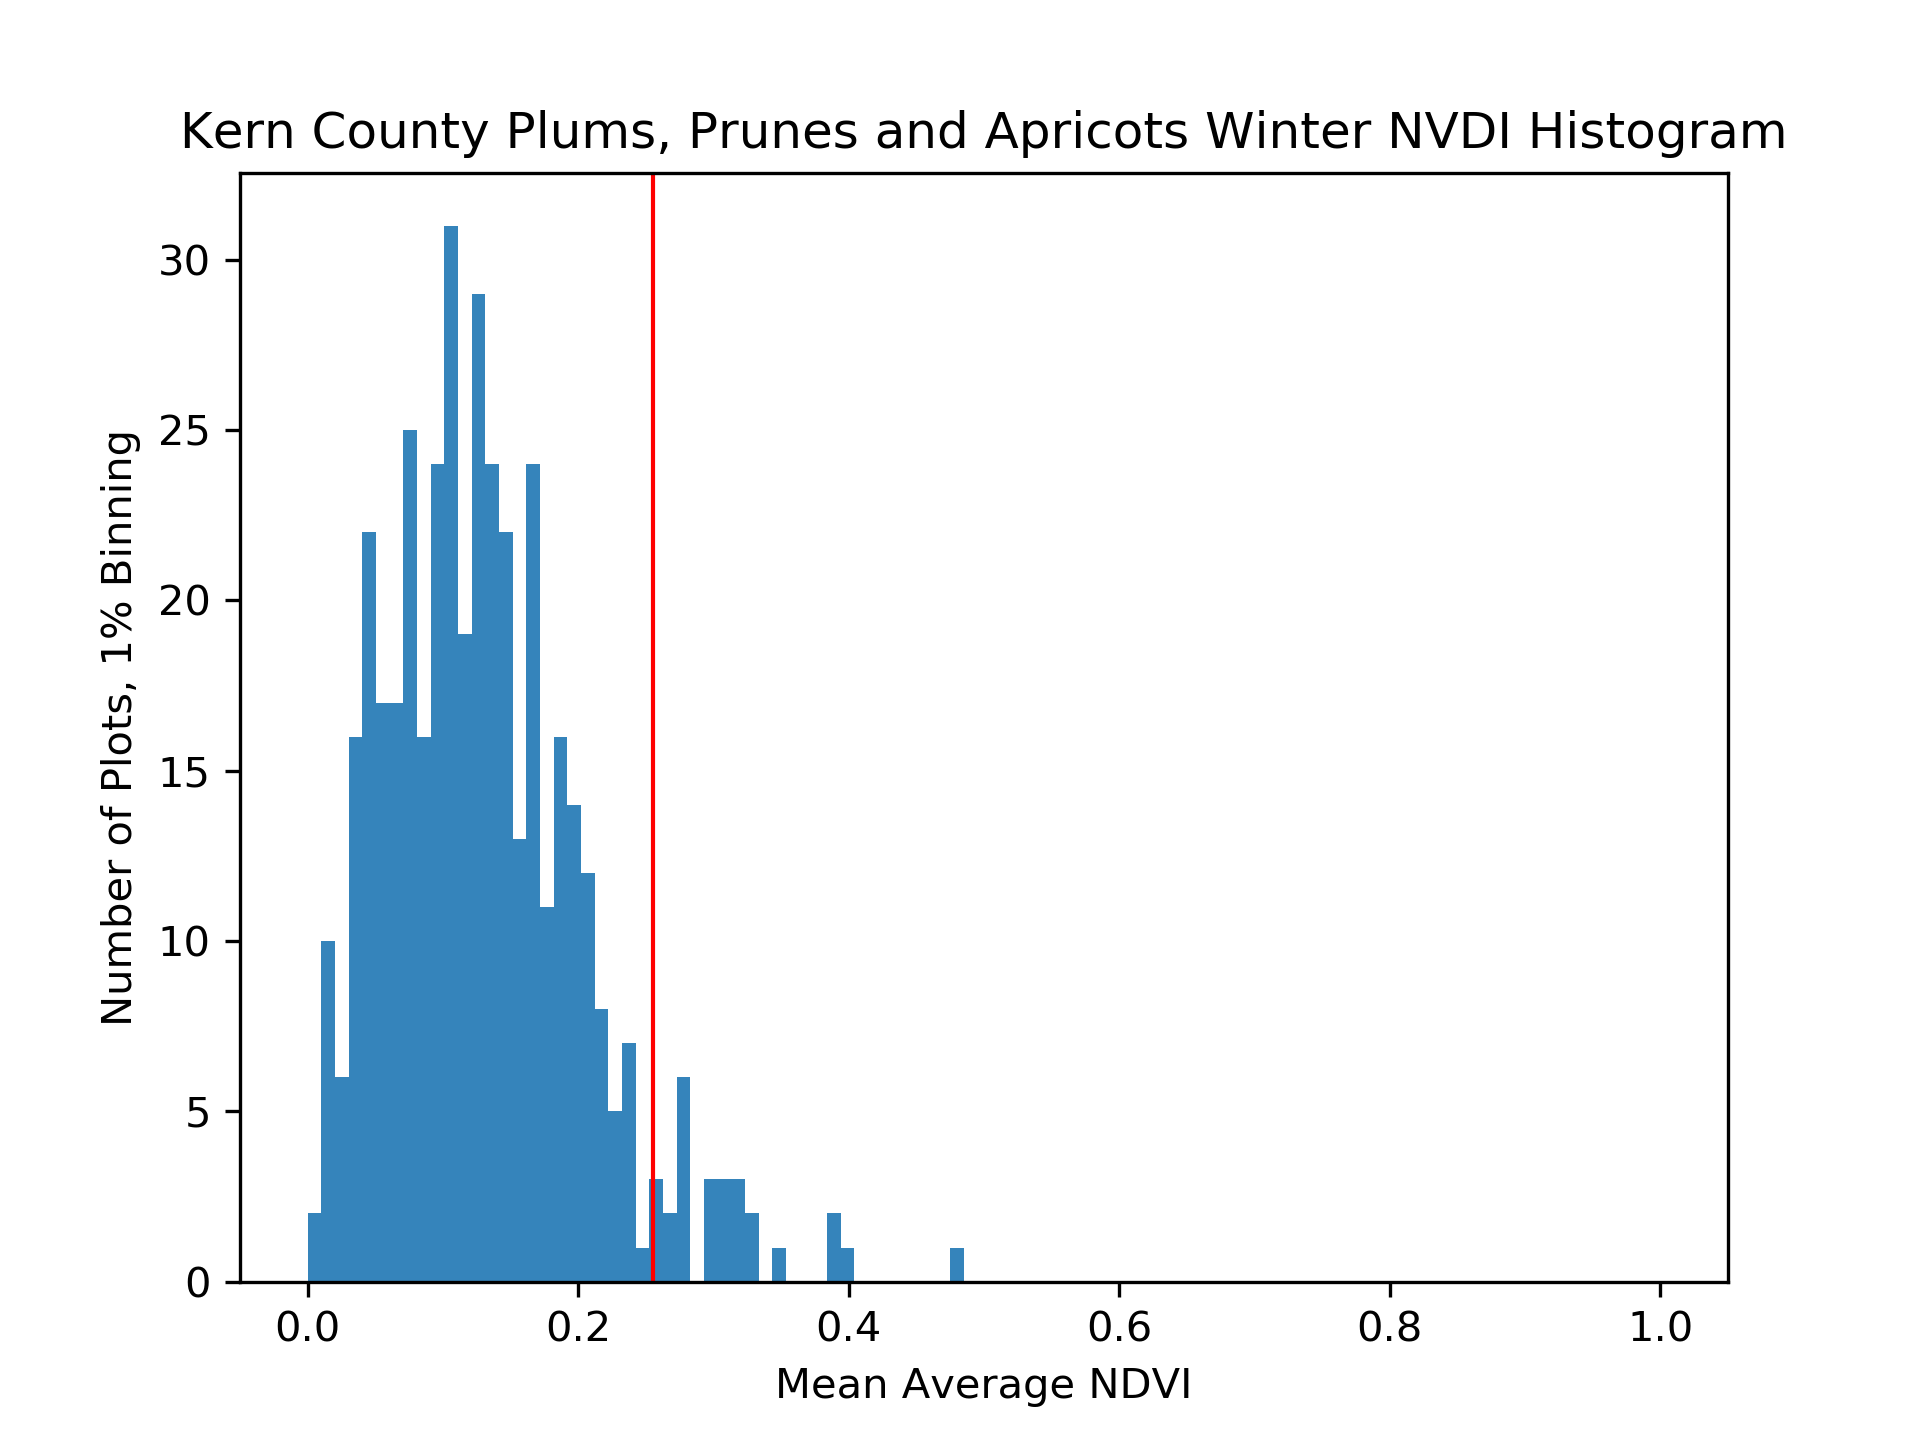 Kern County Plums, Prunes and Apricots Winter NVDI Histogram
Number of Plots, 1% Binning
30
25
20
15
10
5
0
0.0 0.2 0.4 0.6 0.8 1.0
Mean Average NDVI